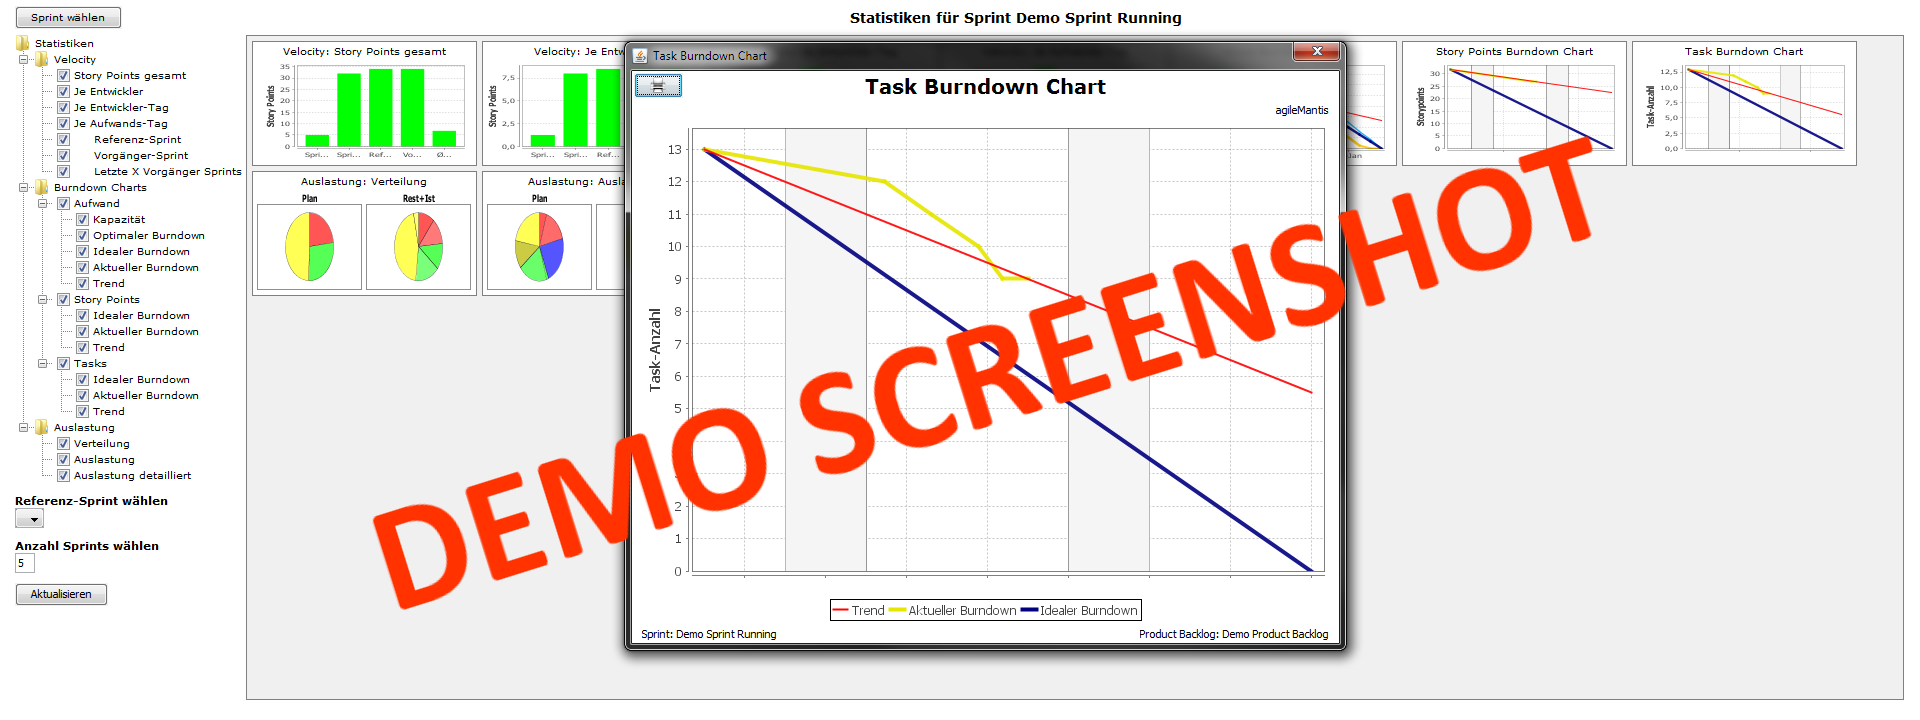 Sprint wählen
Statistiken für Sprint Demo Sprint Running
Statistiken
Velocity
Story Points gesamt
Je Entwickler
Je Entwickler-Tag
Je Aufwands-Tag
Referenz-Sprint
Vorgänger-Sprint
Letzte X Vorgänger Sprints
Burndown Charts
Aufwand
Kapazität
Optimaler Burndown
Idealer Burndown
Aktueller Burndown
Trend
Story Points
Idealer Burndown
Aktueller Burndown
Trend
Tasks
Idealer Burndown
Aktueller Burndown
Trend
Auslastung
Verteilung
Auslastung
Auslastung detailliert
Referenz-Sprint wählen
Anzahl Sprints wählen
5
Aktualisieren
Velocity: Story Points gesamt
Story Points
35
30
25
20
15
10
5
0
Spri... Spri... Ref... Vo... Ø...
Velocity: Je Entw
Story Points
7,5
5,0
2,5
0,0
Spri... Spri... Ref...
Jan
Story Points Burndown Chart
Storypoints
30
25
20
15
10
5
0
Task Burndown Chart
Task-Anzahl
12,5
10,0
7,5
5,0
2,5
0,0
Auslastung: Verteilung
Plan
Rest+Ist
Auslastung: Ausla
Plan
Task Burndown Chart
Task Burndown Chart
agileMantis
Task-Anzahl
13
12
11
10
9
8
7
6
5
2
1
0
Trend Aktueller Burndown Idealer Burndown
Sprint: Demo Sprint Running
Product Backlog: Demo Product Backlog
DEMO SCREENSHOT